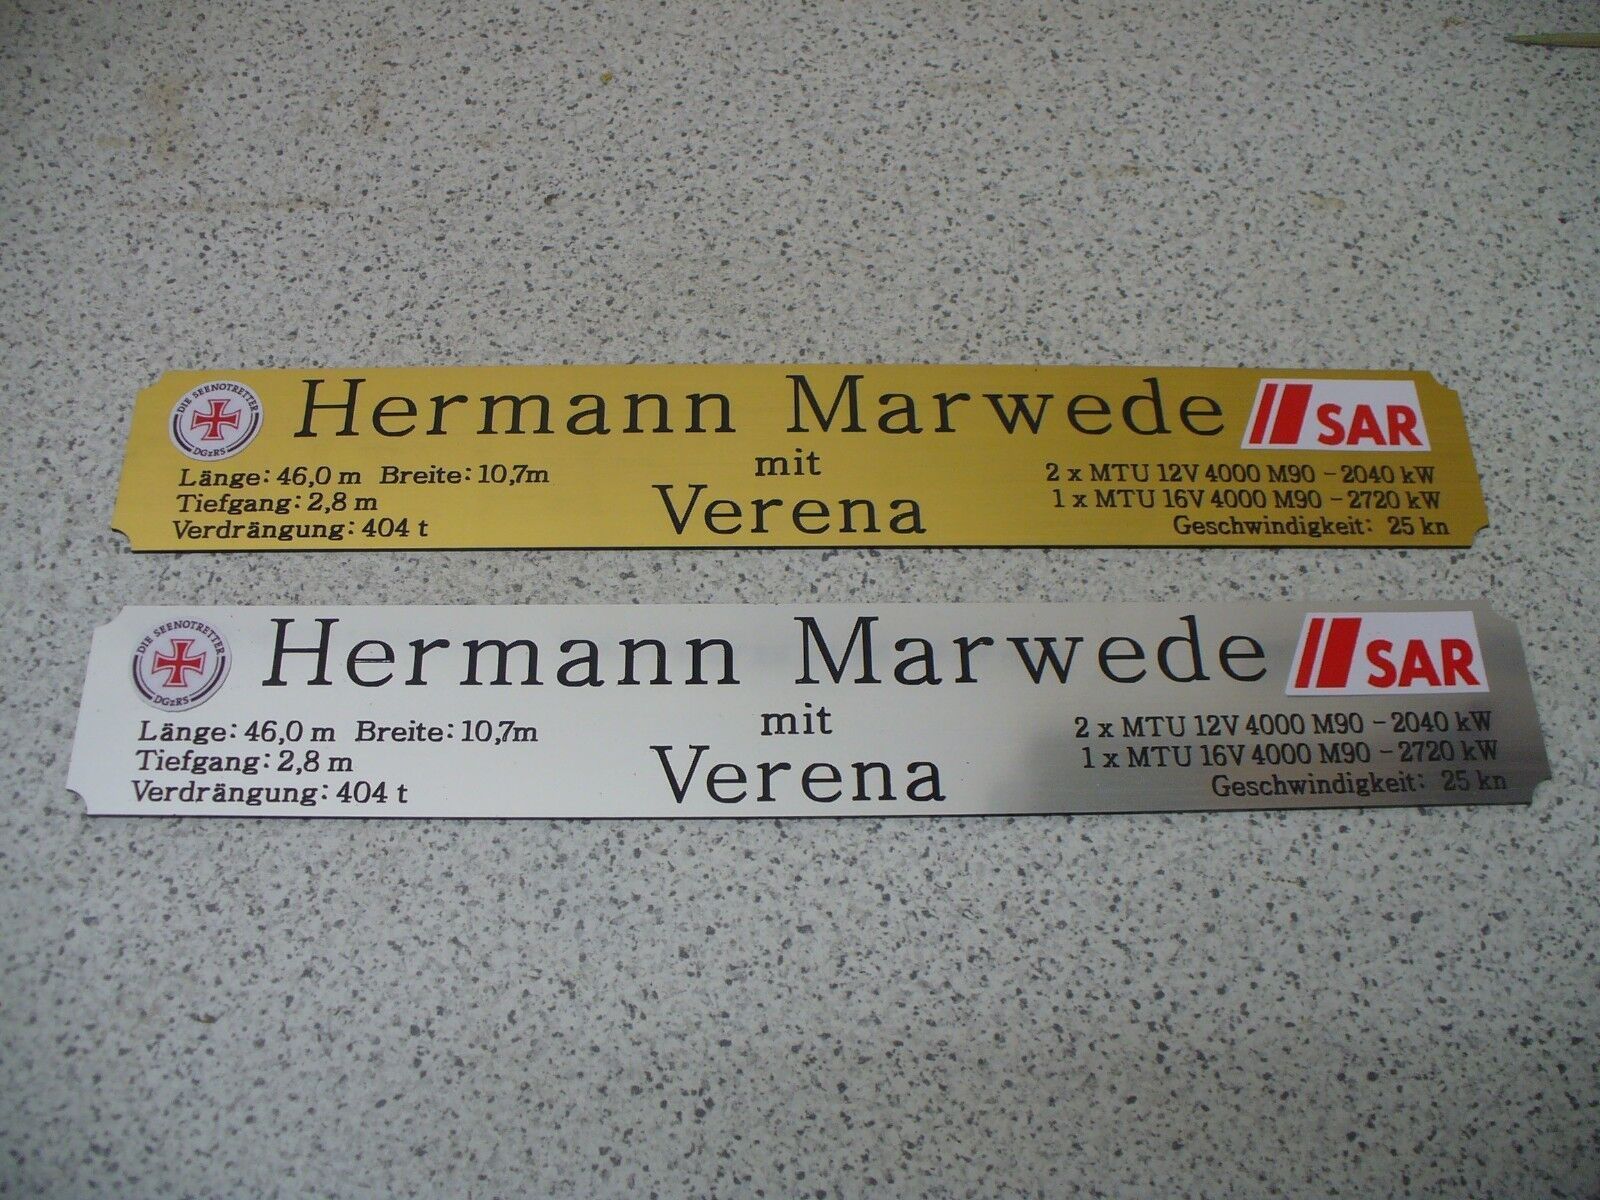 DIE SEENOTRETTER
DGzRS
Hermann Marwede
SAR
mit
Verena
Länge: 46,0 m Breite: 10,7m
Tiefgang: 2,8 m
Verdrängung: 404 t
2 x MTU 12V 4000 M90 - 2040 kW
1 x MTU 16V 4000 M90 - 2720 kW
Geschwindigkeit: 25 kn
DIE SEENOTRETTER
DGzRS
Hermann Marwede
SAR
mit
Verena
Länge: 46,0 m Breite: 10,7m
Tiefgang: 2,8 m
Verdrängung: 404 t
2 x MTU 12V 4000 M90 - 2040 kW
1 x MTU 16V 4000 M90 - 2720 kW
Geschwindigkeit: 25 kn